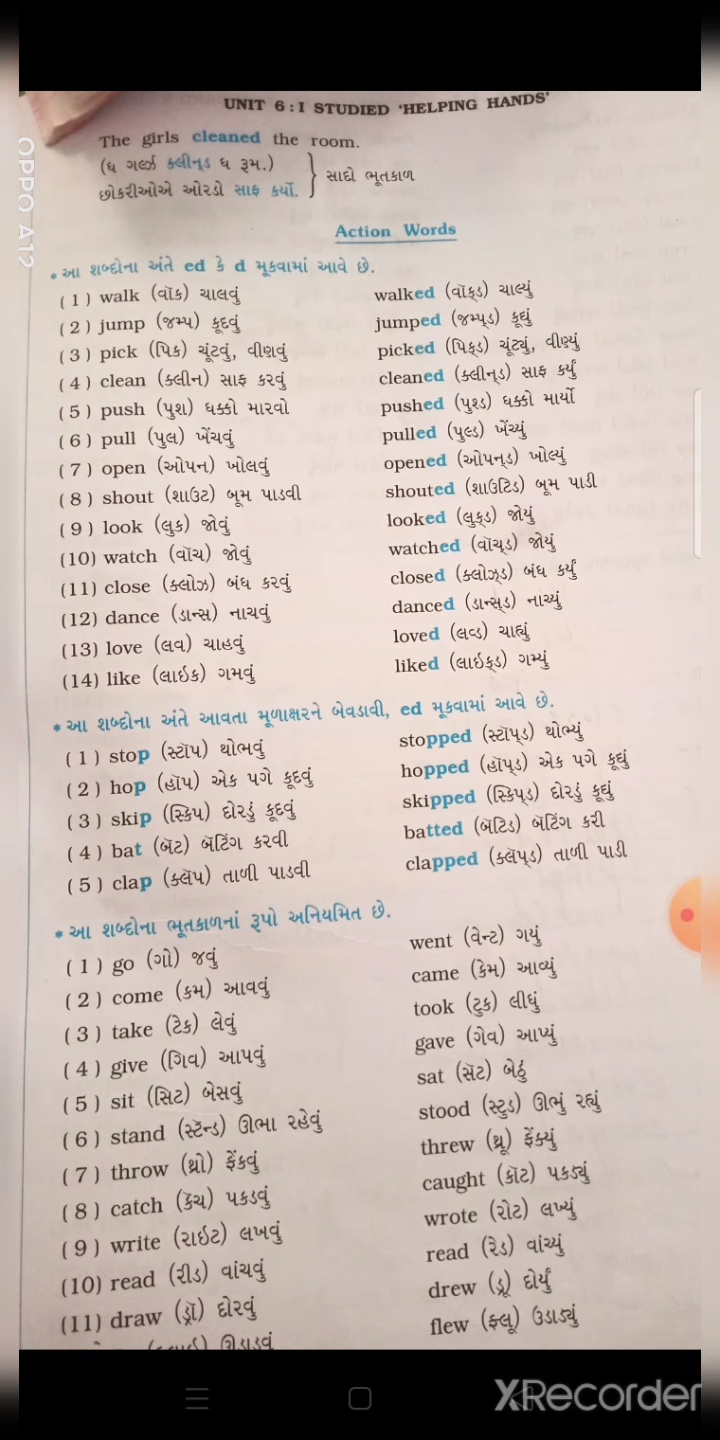 UNIT 6 : I STUDIED 'HELPING HANDS'
The girls cleaned the room.
(ધ ગર્લ્ઝ ક્લીન્ડ ધ રૂમ.)
છોકરીઓએ ઓરડો સાફ કર્યો.
} સાદો ભૂતકાળ
Action Words
* આ શબ્દોના અંતે ed કે d મૂકવામાં આવે છે.
( 1 ) walk (વૉક) ચાલવું walked (વૉક્ડ) ચાલ્યું
( 2 ) jump (જમ્પ) કૂદવું jumped (જમ્પ્ડ) કૂદ્યું
( 3 ) pick (પિક) ચૂંટવું, વીણવું picked (પિક્ડ) ચૂંટ્યું, વીણ્યું
( 4 ) clean (ક્લીન) સાફ કરવું cleaned (ક્લીન્ડ) સાફ કર્યું
( 5 ) push (પુશ) ધક્કો મારવો pushed (પુશ્ડ) ધક્કો માર્યો
( 6 ) pull (પુલ) ખેંચવું pulled (પુલ્ડ) ખેંચ્યું
( 7 ) open (ઓપન) ખોલવું opened (ઓપન્ડ) ખોલ્યું
( 8 ) shout (શાઉટ) બૂમ પાડવી shouted (શાઉટિડ) બૂમ પાડી
( 9 ) look (લુક) જોવું looked (લુક્ડ) જોયું
(10) watch (વૉચ) જોવું watched (વૉચ્ડ) જોયું
(11) close (ક્લોઝ) બંધ કરવું closed (ક્લોઝ્ડ) બંધ કર્યું
(12) dance (ડાન્સ) નાચવું danced (ડાન્સ્ડ) નાચ્યું
(13) love (લવ) ચાહવું loved (લવ્ડ) ચાહ્યું
(14) like (લાઇક) ગમવું liked (લાઇક્ડ) ગમ્યું
* આ શબ્દોના અંતે આવતા મૂળાક્ષરને બેવડાવી, ed મૂકવામાં આવે છે.
( 1 ) stop (સ્ટૉપ) થોભવું stopped (સ્ટૉપ્ડ) થોભ્યું
( 2 ) hop (હૉપ) એક પગે કૂદવું hopped (હૉપ્ડ) એક પગે કૂદ્યું
( 3 ) skip (સ્કિપ) દોરડું કૂદવું skipped (સ્કિપ્ડ) દોરડું કૂદ્યું
( 4 ) bat (બૅટ) બૅટિંગ કરવી batted (બૅટિડ) બૅટિંગ કરી
( 5 ) clap (ક્લૅપ) તાળી પાડવી clapped (ક્લૅપ્ડ) તાળી પાડી
* આ શબ્દોના ભૂતકાળનાં રૂપો અનિયમિત છે.
( 1 ) go (ગો) જવું went (વેન્ટ) ગયું
( 2 ) come (કમ) આવવું came (કેમ) આવ્યું
( 3 ) take (ટેક) લેવું took (ટુક) લીધું
( 4 ) give (ગિવ) આપવું gave (ગેવ) આપ્યું
( 5 ) sit (સિટ) બેસવું sat (સૅટ) બેઠું
( 6 ) stand (સ્ટૅન્ડ) ઊભા રહેવું stood (સ્ટુડ) ઊભું રહ્યું
( 7 ) throw (થ્રો) ફેંકવું threw (થ્રૂ) ફેંક્યું
( 8 ) catch (કૅચ) પકડવું caught (કૉટ) પકડ્યું
( 9 ) write (રાઇટ) લખવું wrote (રોટ) લખ્યું
(10) read (રીડ) વાંચવું read (રેડ) વાંચ્યું
(11) draw (ડ્રૉ) દોરવું drew (ડ્રૂ) દોર્યું
ઊડાડવું flew (ફ્લૂ) ઉડાડ્યું
OPPO A12
XRecorder